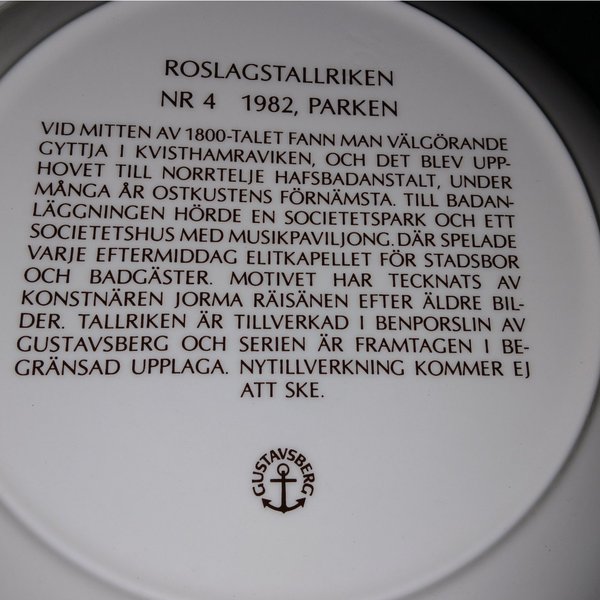 ROSLAGSTALLRIKEN
NR 4 1982, PARKEN
VID MITTEN AV 1800-TALET FANN MAN VÄLGÖRANDE
GYTTJA I KVISTHAMRAVIKEN, OCH DET BLEV UPP-
HOVET TILL NORRTELJE HAFSBADANSTALT, UNDER
MÅNGA ÅR OSTKUSTENS FÖRNÄMSTA. TILL BADAN-
LÄGGNINGEN HÖRDE EN SOCIETETSPARK OCH ETT
SOCIETETSHUS MED MUSIKPAVILJONG. DÄR SPELADE
VARJE EFTERMIDDAG ELITKAPELLET FÖR STADSBOR
OCH BADGÄSTER. MOTIVET HAR TECKNATS AV
KONSTNÄREN JORMA RÄISÄNEN EFTER ÄLDRE BIL-
DER. TALLRIKEN ÄR TILLVERKAD I BENPORSLIN AV
GUSTAVSBERG OCH SERIEN ÄR FRAMTAGEN I BE-
GRÄNSAD UPPLAGA. NYTILLVERKNING KOMMER EJ
ATT SKE.
GUSTAVSBERG